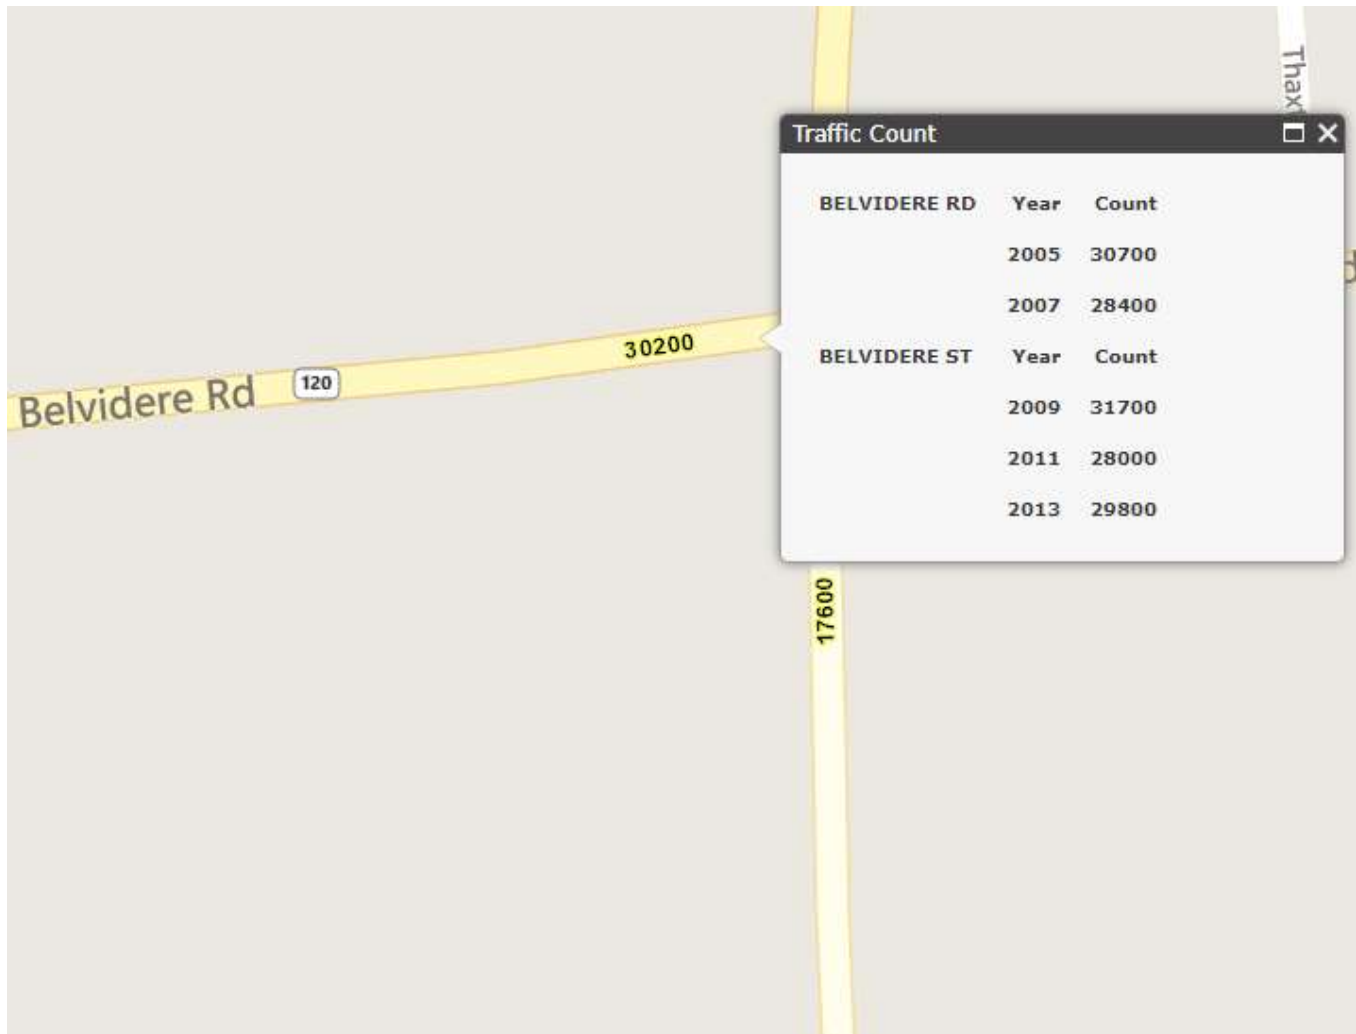 Thaxt
Traffic Count
BELVIDERE RD Year Count
2005 30700
2007 28400
BELVIDERE ST Year Count
2009 31700
2011 28000
2013 29800
d
30200
120
Belvidere Rd
17600